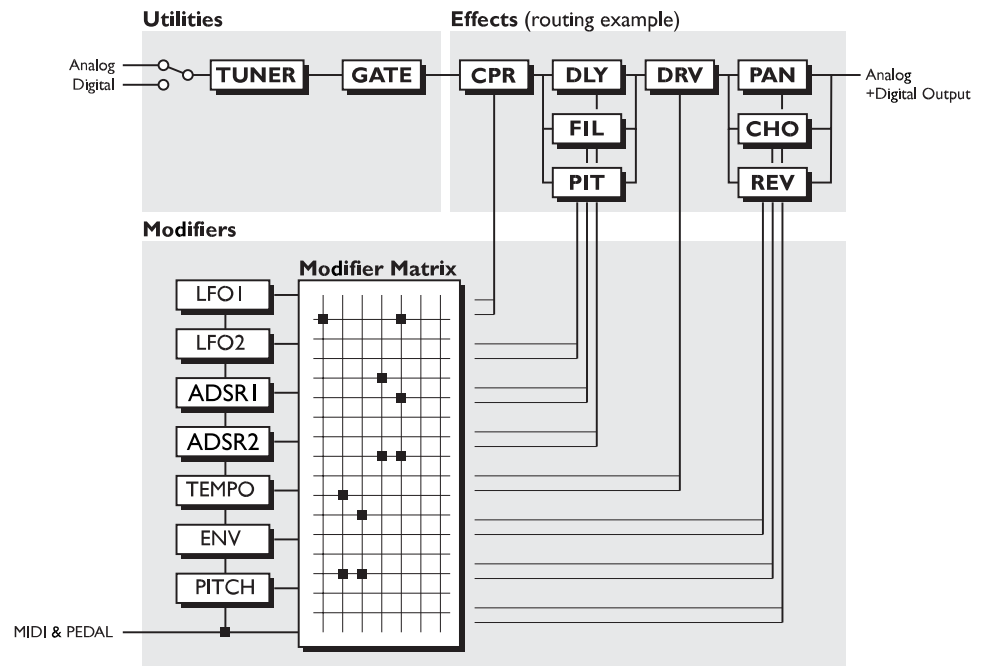 Utilities
Effects (routing example)
Analog
Digital
TUNER
GATE
CPR
DLY
DRV
PAN
Analog
+Digital Output
FIL
CHO
PIT
REV
Modifiers
Modifier Matrix
LFO1
LFO2
ADSR1
ADSR2
TEMPO
ENV
PITCH
MIDI & PEDAL